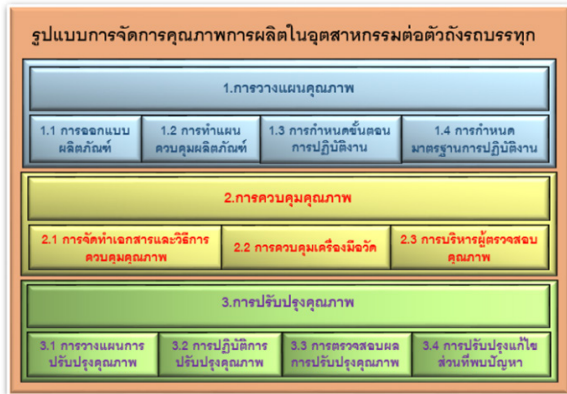 รูปแบบการจัดการคุณภาพการผลิตในอุตสาหกรรมต่อตัวถังรถบรรทุก
1.การวางแผนคุณภาพ
1.1 การออกแบบ
ผลิตภัณฑ์
1.2 การทำแผน
ควบคุมผลิตภัณฑ์
1.3 การกำหนดขั้นตอน
การปฏิบัติงาน
1.4 การกำหนด
มาตรฐานการปฏิบัติงาน
2.การควบคุมคุณภาพ
2.1 การจัดทำเอกสารและวิธีการ
ควบคุมคุณภาพ
2.2 การควบคุมเครื่องมือวัด
2.3 การบริหารผู้ตรวจสอบ
คุณภาพ
3.การปรับปรุงคุณภาพ
3.1 การวางแผนการ
ปรับปรุงคุณภาพ
3.2 การปฏิบัติการ
ปรับปรุงคุณภาพ
3.3 การตรวจสอบผล
การปรับปรุงคุณภาพ
3.4 การปรับปรุงแก้ไข
ส่วนที่พบปัญหา